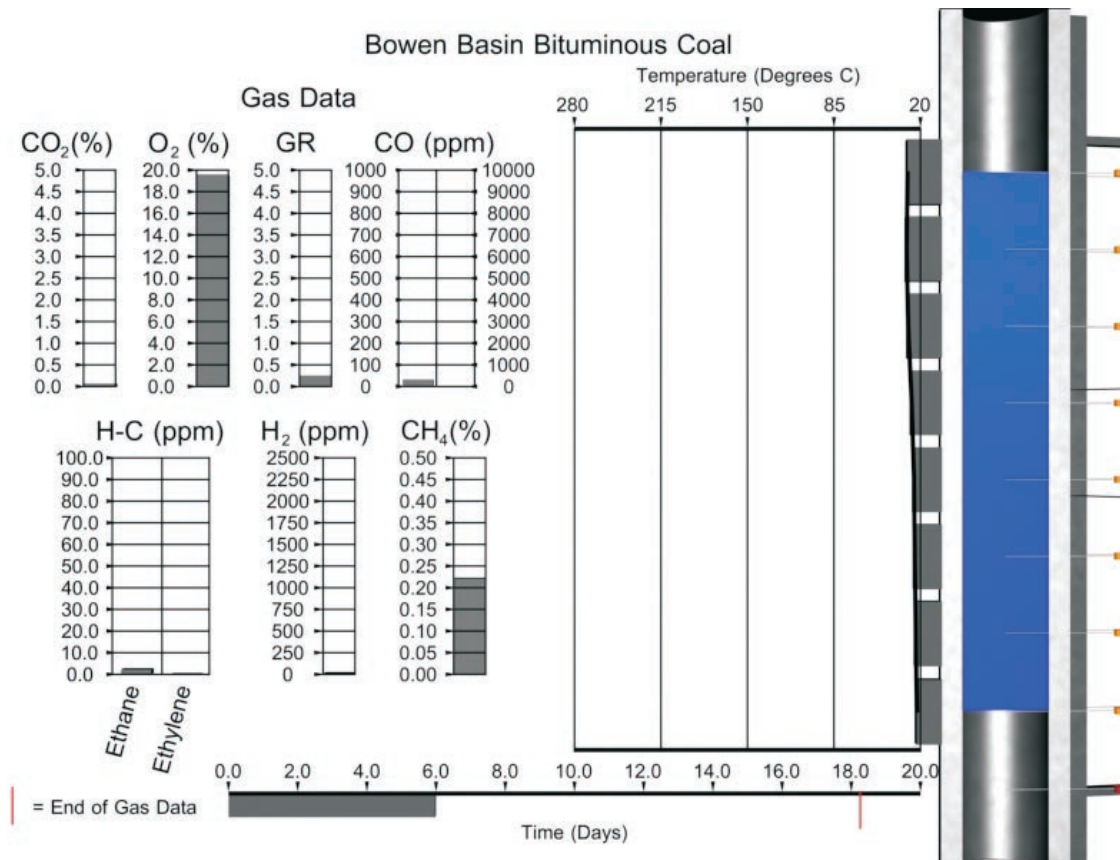 Bowen Basin Bituminous Coal
Temperature (Degrees C)
280 215 150 85 20
Gas Data
CO₂(%) O₂ (%) GR CO (ppm)
5.0 20.0 5.0 1000 10000
4.5 18.0 4.5 900 9000
4.0 16.0 4.0 800 8000
3.5 14.0 3.5 700 7000
3.0 12.0 3.0 600 6000
2.5 10.0 2.5 500 5000
2.0 8.0 2.0 400 4000
1.5 6.0 1.5 300 3000
1.0 4.0 1.0 200 2000
0.5 2.0 0.5 100 1000
0.0 0.0 0.0 0 0
H-C (ppm) H₂ (ppm) CH₄(%)
100.0 2500 0.50
90.0 2250 0.45
80.0 2000 0.40
70.0 1750 0.35
60.0 1500 0.30
50.0 1250 0.25
40.0 1000 0.20
30.0 750 0.15
20.0 500 0.10
10.0 250 0.05
0.0 0 0.00
Ethane
Ethylene
0.0 2.0 4.0 6.0 8.0 10.0 12.0 14.0 16.0 18.0 20.0
= End of Gas Data
Time (Days)